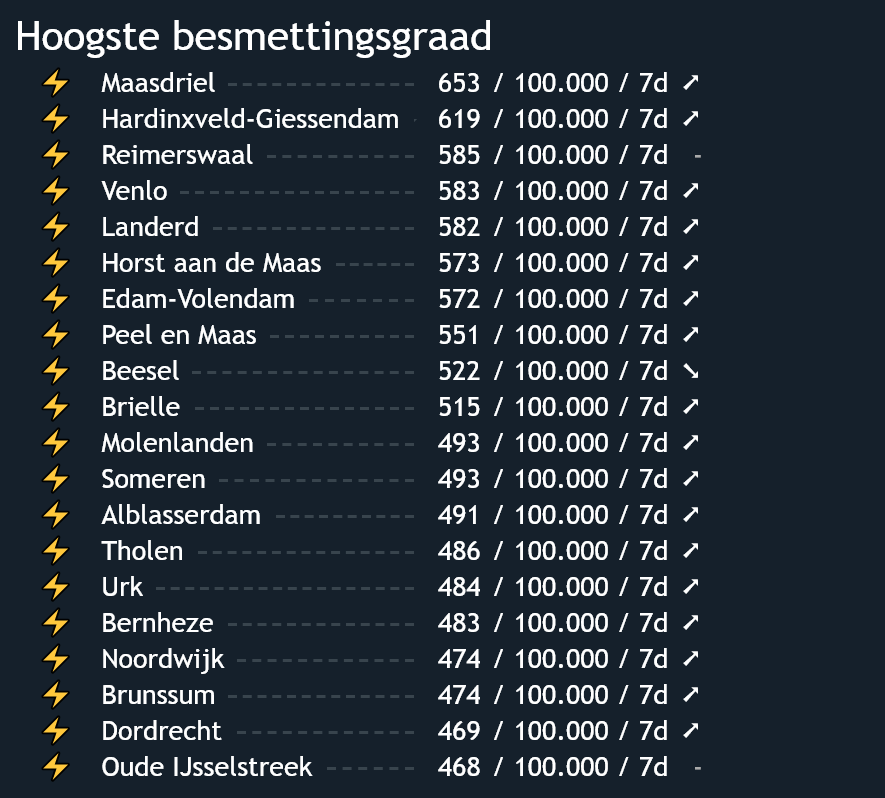 Hoogste besmettingsgraad
⚡ Maasdriel ------------- 653 / 100.000 / 7d ➚
⚡ Hardinxveld-Giessendam - 619 / 100.000 / 7d ➚
⚡ Reimerswaal ---------- 585 / 100.000 / 7d -
⚡ Venlo ---------------- 583 / 100.000 / 7d ➚
⚡ Landerd -------------- 582 / 100.000 / 7d ➚
⚡ Horst aan de Maas ------ 573 / 100.000 / 7d ➚
⚡ Edam-Volendam -------- 572 / 100.000 / 7d ➚
⚡ Peel en Maas ---------- 551 / 100.000 / 7d ➚
⚡ Beesel --------------- 522 / 100.000 / 7d ➘
⚡ Brielle --------------- 515 / 100.000 / 7d ➚
⚡ Molenlanden ---------- 493 / 100.000 / 7d ➚
⚡ Someren ------------- 493 / 100.000 / 7d ➚
⚡ Alblasserdam ---------- 491 / 100.000 / 7d ➚
⚡ Tholen --------------- 486 / 100.000 / 7d ➚
⚡ Urk ------------------ 484 / 100.000 / 7d ➚
⚡ Bernheze ------------- 483 / 100.000 / 7d ➚
⚡ Noordwijk ------------ 474 / 100.000 / 7d ➚
⚡ Brunssum ------------- 474 / 100.000 / 7d ➚
⚡ Dordrecht ------------ 469 / 100.000 / 7d ➚
⚡ Oude IJsselstreek ------ 468 / 100.000 / 7d -